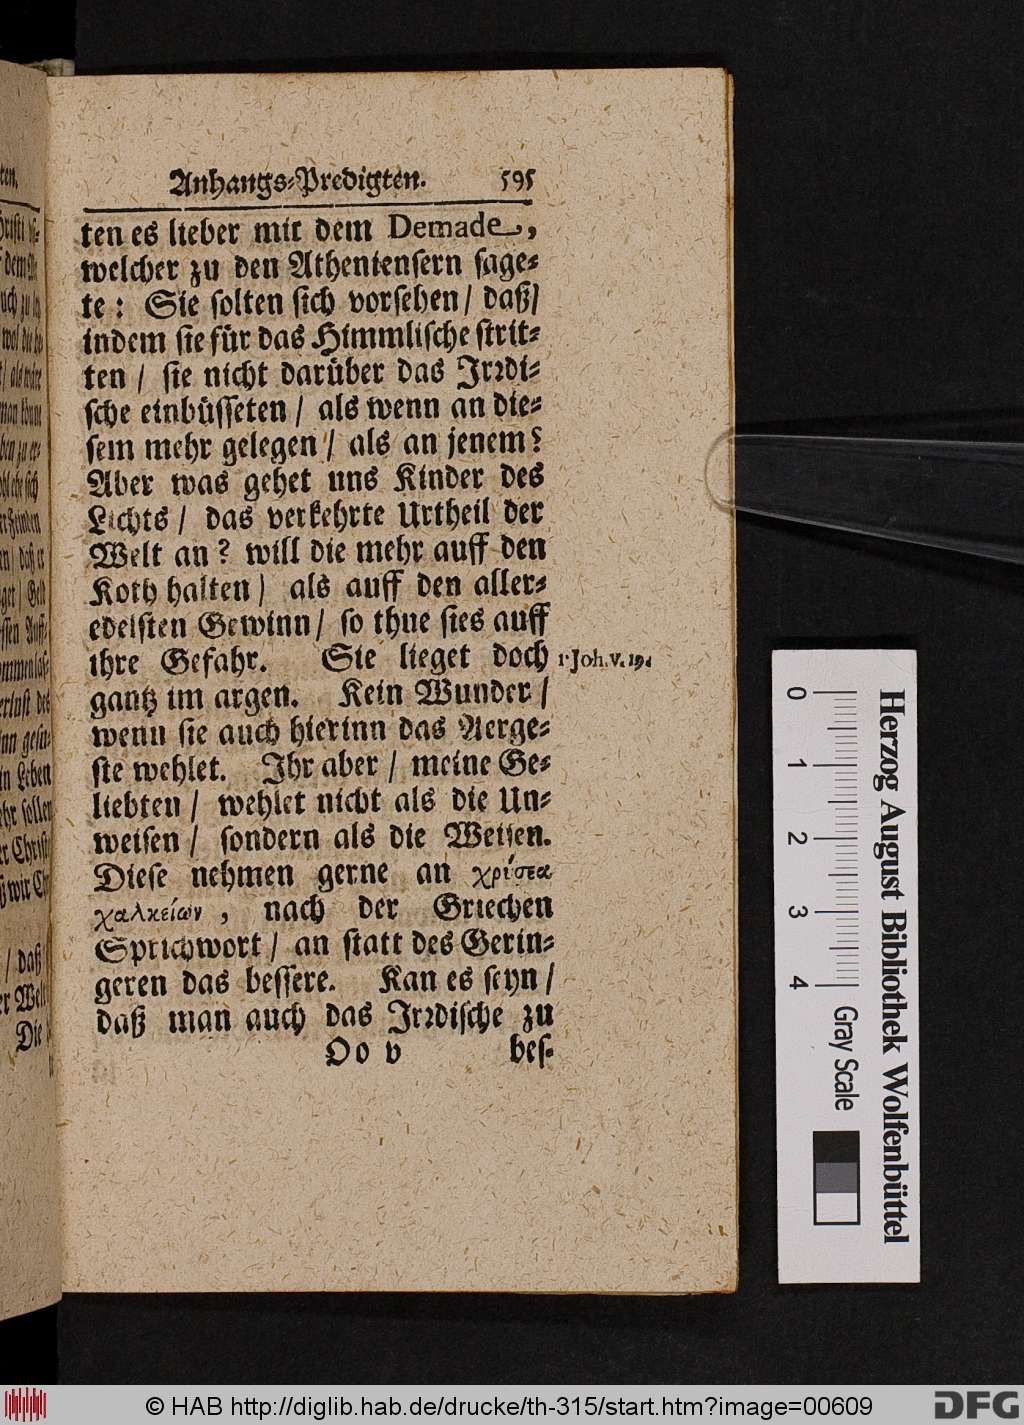 Anhangs-Predigten. 595
ten es lieber mit dem Demade,
welcher zu den Atheniensern sage-
te: Sie solten sich vorsehen / daß /
indem sie für das Himmlische strit-
ten / sie nicht darüber das Irrdi-
sche einbüsseten / als wenn an die-
sem mehr gelegen / als an jenem?
Aber was gehet uns Kinder des
Lichts / das verkehrte Urtheil der
Welt an? will die mehr auff den
Koth halten / als auff den aller-
edelsten Gewinn / so thue sies auff
ihre Gefahr. Sie lieget doch
1 Joh. v. 19.
gantz im argen. Kein Wunder /
wenn sie auch hierinn das Aerge-
ste wehlet. Ihr aber / meine Ge-
liebten / wehlet nicht als die Un-
weisen / sondern als die Weisen.
Diese nehmen gerne an χρύσεα
χαλκείων, nach der Griechen
Sprichwort / an statt des Gerin-
geren das bessere. Kan es seyn /
daß man auch das Irrdische zu
Oo v bes-
Herzog August Bibliothek Wolfenbüttel
0 1 2 3 4
Gray Scale
© HAB http://diglib.hab.de/drucke/th-315/start.htm?image=00609
DFG